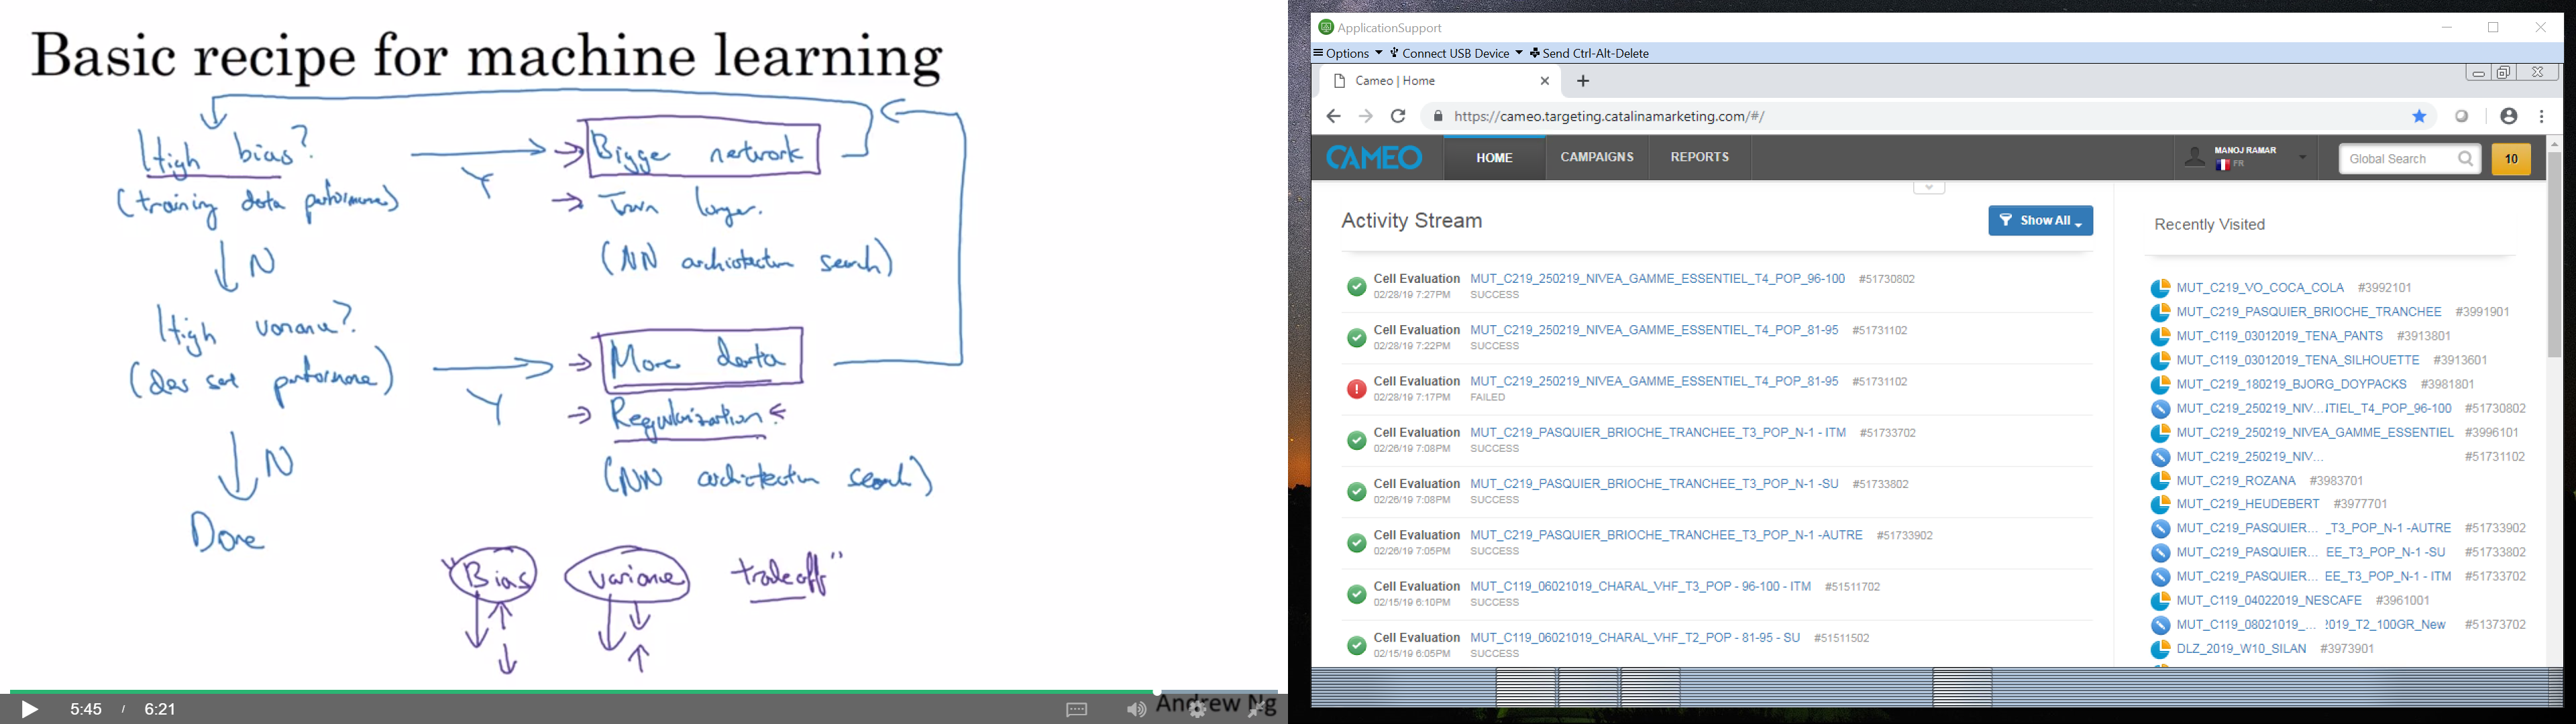 Basic recipe for machine learning
High bias?
(training data performance)
Y
Bigger network
Train longer.
(NN architecture search)
N
High variance?
(dev set performance)
Y
More data
Regularization
(NN architecture search)
N
Done
"Bias variance tradeoff"
5:45 / 6:21
Andrew Ng
ApplicationSupport
Options Connect USB Device Send Ctrl-Alt-Delete
Cameo | Home
https://cameo.targeting.catalinamarketing.com/#/
CAMEO HOME CAMPAIGNS REPORTS MANOJ RAMAR FR Global Search 10
Activity Stream
Show All
Cell Evaluation MUT_C219_250219_NIVEA_GAMME_ESSENTIEL_T4_POP_96-100 #51730802
02/28/19 7:27PM SUCCESS
Cell Evaluation MUT_C219_250219_NIVEA_GAMME_ESSENTIEL_T4_POP_81-95 #51731102
02/28/19 7:22PM SUCCESS
Cell Evaluation MUT_C219_250219_NIVEA_GAMME_ESSENTIEL_T4_POP_81-95 #51731102
02/28/19 7:17PM FAILED
Cell Evaluation MUT_C219_PASQUIER_BRIOCHE_TRANCHEE_T3_POP_N-1 - ITM #51733702
02/26/19 7:08PM SUCCESS
Cell Evaluation MUT_C219_PASQUIER_BRIOCHE_TRANCHEE_T3_POP_N-1 -SU #51733802
02/26/19 7:08PM SUCCESS
Cell Evaluation MUT_C219_PASQUIER_BRIOCHE_TRANCHEE_T3_POP_N-1 -AUTRE #51733902
02/26/19 7:05PM SUCCESS
Cell Evaluation MUT_C119_06021019_CHARAL_VHF_T3_POP - 96-100 - ITM #51511702
02/15/19 6:10PM SUCCESS
Cell Evaluation MUT_C119_06021019_CHARAL_VHF_T2_POP - 81-95 - SU #51511502
02/15/19 6:05PM SUCCESS
Recently Visited
MUT_C219_VO_COCA_COLA #3992101
MUT_C219_PASQUIER_BRIOCHE_TRANCHEE #3991901
MUT_C119_03012019_TENA_PANTS #3913801
MUT_C119_03012019_TENA_SILHOUETTE #3913601
MUT_C219_180219_BJORG_DOYPACKS #3981801
MUT_C219_250219_NIV...ITIEL_T4_POP_96-100 #51730802
MUT_C219_250219_NIVEA_GAMME_ESSENTIEL #3996101
MUT_C219_250219_NIV... #51731102
MUT_C219_ROZANA #3983701
MUT_C219_HEUDEBERT #3977701
MUT_C219_PASQUIER... _T3_POP_N-1 -AUTRE #51733902
MUT_C219_PASQUIER... EE_T3_POP_N-1 -SU #51733802
MUT_C219_PASQUIER... EE_T3_POP_N-1 - ITM #51733702
MUT_C119_04022019_NESCAFE #3961001
MUT_C119_08021019_... !019_T2_100GR_New #51373702
DLZ_2019_W10_SILAN #3973901